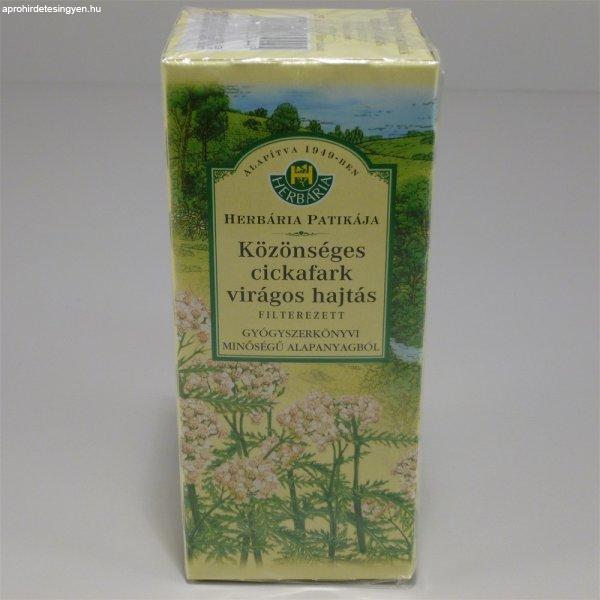 aprohirdetesingyen.hu
ALAPÍTVA 1949-BEN
HERBÁRIA
HERBÁRIA PATIKÁJA
Közönséges
cickafark
virágos hajtás
FILTEREZETT
GYÓGYSZERKÖNYVI
MINŐSÉGŰ ALAPANYAGBÓL